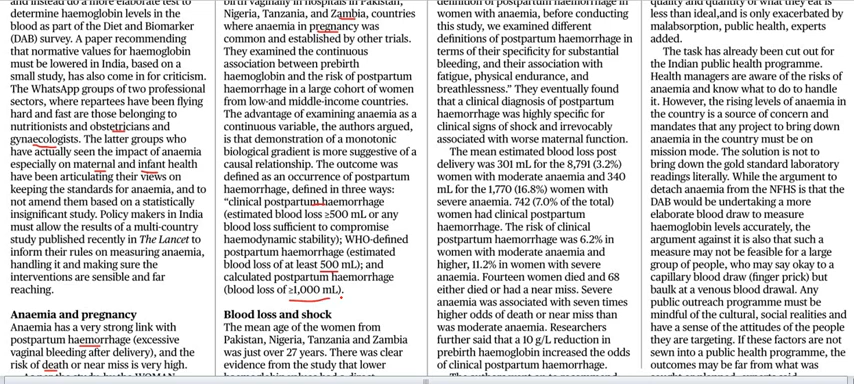 and instead do a more elaborate test to
determine haemoglobin levels in the
blood as part of the Diet and Biomarker
(DAB) survey. A paper recommending
that normative values for haemoglobin
must be lowered in India, based on a
small study, has also come in for criticism.
The WhatsApp groups of two professional
sectors, where repartees have been flying
hard and fast are those belonging to
nutritionists and obstetricians and
gynaecologists. The latter groups who
have actually seen the impact of anaemia
especially on maternal and infant health
have been articulating their views on
keeping the standards for anaemia, and to
not amend them based on a statistically
insignificant study. Policy makers in India
must allow the results of a multi-country
study published recently in The Lancet to
inform their rules on measuring anaemia,
handling it and making sure the
interventions are sensible and far
reaching.
Anaemia and pregnancy
Anaemia has a very strong link with
postpartum haemorrhage (excessive
vaginal bleeding after delivery), and the
risk of death or near miss is very high.
birth vaginally in hospitals in Pakistan,
Nigeria, Tanzania, and Zambia, countries
where anaemia in pregnancy is
common and established by other trials.
They examined the continuous
association between prebirth
haemoglobin and the risk of postpartum
haemorrhage in a large cohort of women
from low-and middle-income countries.
The advantage of examining anaemia as a
continuous variable, the authors argued,
is that demonstration of a monotonic
biological gradient is more suggestive of a
causal relationship. The outcome was
defined as an occurrence of postpartum
haemorrhage, defined in three ways:
“clinical postpartum haemorrhage
(estimated blood loss ≥500 mL or any
blood loss sufficient to compromise
haemodynamic stability); WHO-defined
postpartum haemorrhage (estimated
blood loss of at least 500 mL); and
calculated postpartum haemorrhage
(blood loss of ≥1,000 mL).
Blood loss and shock
The mean age of the women from
Pakistan, Nigeria, Tanzania and Zambia
was just over 27 years. There was clear
evidence from the study that lower
definition of postpartum haemorrhage in
women with anaemia, before conducting
this study, we examined different
definitions of postpartum haemorrhage in
terms of their specificity for substantial
bleeding, and their association with
fatigue, physical endurance, and
breathlessness.” They eventually found
that a clinical diagnosis of postpartum
haemorrhage was highly specific for
clinical signs of shock and irrevocably
associated with worse maternal function.
The mean estimated blood loss post
delivery was 301 mL for the 8,791 (3.2%)
women with moderate anaemia and 340
mL for the 1,770 (16.8%) women with
severe anaemia. 742 (7.0% of the total)
women had clinical postpartum
haemorrhage. The risk of clinical
postpartum haemorrhage was 6.2% in
women with moderate anaemia and
higher, 11.2% in women with severe
anaemia. Fourteen women died and 68
either died or had a near miss. Severe
anaemia was associated with seven times
higher odds of death or near miss than
was moderate anaemia. Researchers
further said that a 10 g/L reduction in
prebirth haemoglobin increased the odds
of clinical postpartum haemorrhage.
quality and quantity of what they eat is
less than ideal,and is only exacerbated by
malabsorption, public health, experts
added.
The task has already been cut out for
the Indian public health programme.
Health managers are aware of the risks of
anaemia and know what to do to handle
it. However, the rising levels of anaemia in
the country is a source of concern and
mandates that any project to bring down
anaemia in the country must be on
mission mode. The solution is not to
bring down the gold standard laboratory
readings literally. While the argument to
detach anaemia from the NFHS is that the
DAB would be undertaking a more
elaborate blood draw to measure
haemoglobin levels accurately, the
argument against it is also that such a
measure may not be feasible for a large
group of people, who may say okay to a
capillary blood draw (finger prick) but
baulk at a venous blood drawal. Any
public outreach programme must be
mindful of the cultural, social realities and
have a sense of the attitudes of the people
they are targeting. If these factors are not
sewn into a public health programme, the
outcomes may be far from what was